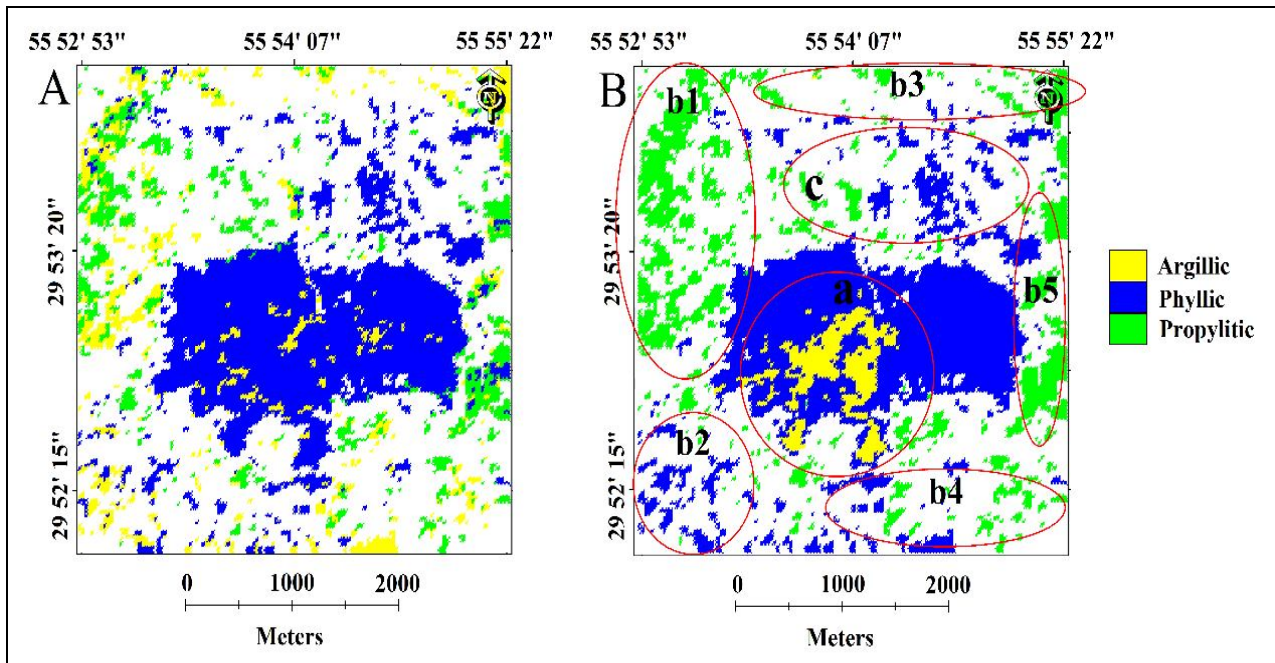 55 52' 53" 55 54' 07" 55 55' 22"
55 52' 53" 55 54' 07" 55 55' 22"
A
N
29 53' 20"
29 52' 15"
B
b1
b3
N
c
a
b5
b2
b4
29 53' 20"
29 52' 15"
Argillic
Phyllic
Propylitic
0 1000 2000
Meters
0 1000 2000
Meters